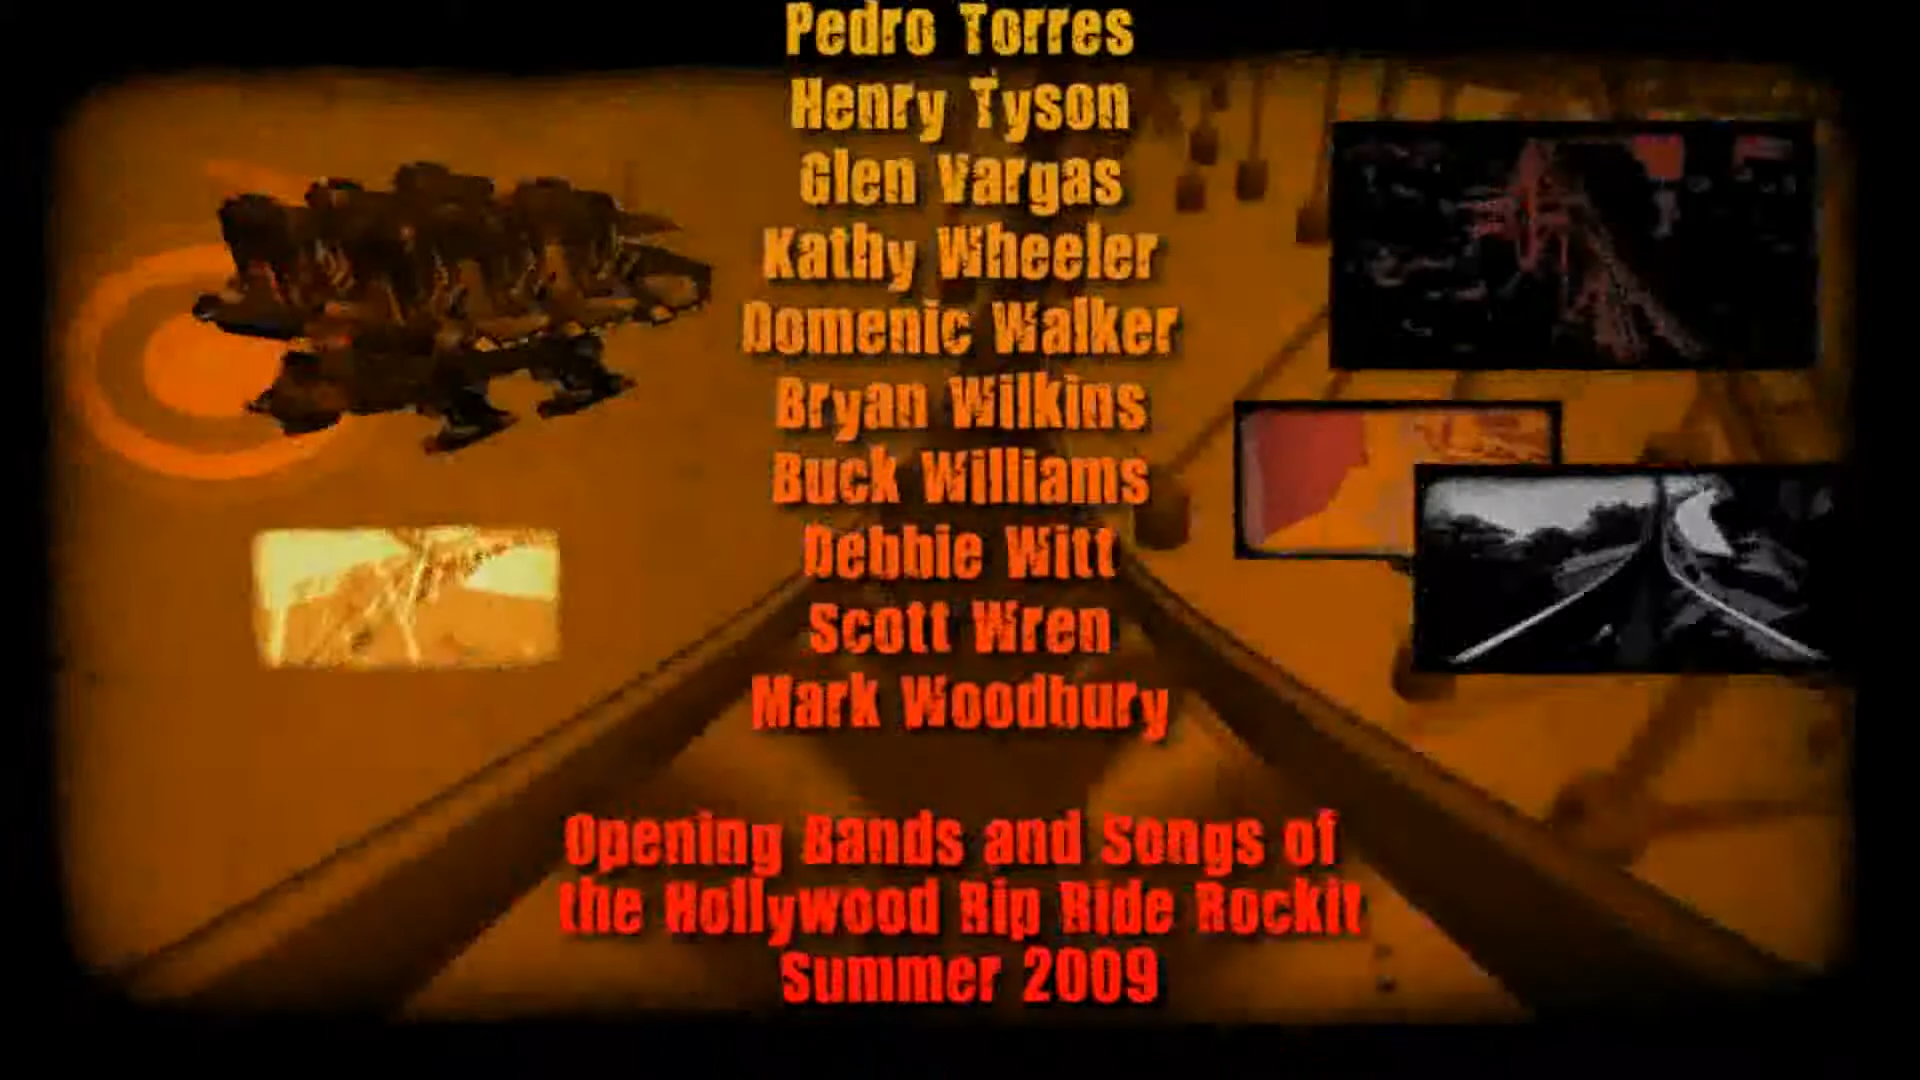 Pedro Torres
Henry Tyson
Glen Vargas
Kathy Wheeler
Domenic Walker
Bryan Wilkins
Buck Williams
Debbie Witt
Scott Wren
Mark Woodbury
Opening Bands and Songs of
the Hollywood Rip Ride Rockit
Summer 2009